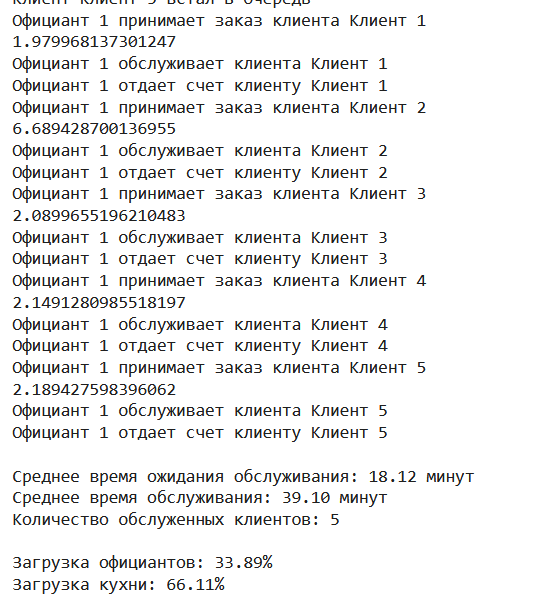 Клиент Клиент 5 встал в очередь
Официант 1 принимает заказ клиента Клиент 1
1.979968137301247
Официант 1 обслуживает клиента Клиент 1
Официант 1 отдает счет клиенту Клиент 1
Официант 1 принимает заказ клиента Клиент 2
6.689428700136955
Официант 1 обслуживает клиента Клиент 2
Официант 1 отдает счет клиенту Клиент 2
Официант 1 принимает заказ клиента Клиент 3
2.0899655196210483
Официант 1 обслуживает клиента Клиент 3
Официант 1 отдает счет клиенту Клиент 3
Официант 1 принимает заказ клиента Клиент 4
2.1491280985518197
Официант 1 обслуживает клиента Клиент 4
Официант 1 отдает счет клиенту Клиент 4
Официант 1 принимает заказ клиента Клиент 5
2.189427598396062
Официант 1 обслуживает клиента Клиент 5
Официант 1 отдает счет клиенту Клиент 5
Среднее время ожидания обслуживания: 18.12 минут
Среднее время обслуживания: 39.10 минут
Количество обслуженных клиентов: 5
Загрузка официантов: 33.89%
Загрузка кухни: 66.11%